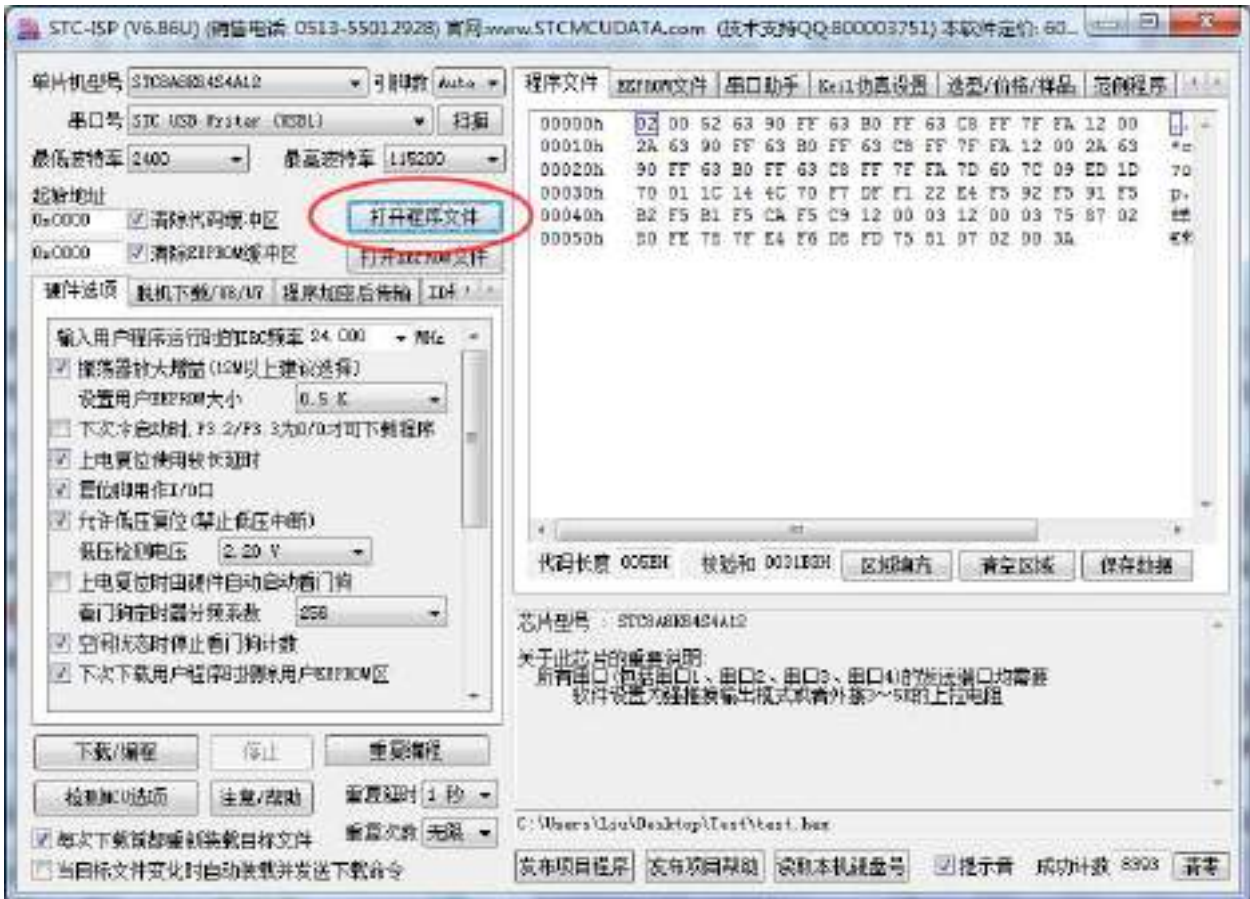 STC-ISP (V6.86U) (销售电话: 0513-55012928) 官网:www.STCMCUDATA.com (技术支持QQ:800003751) 本软件定价: 60...
单片机型号 STC8A8K64S4A12 引脚数 Auto
串口号 STC USB Writer (USB1) 扫描
最低波特率 2400 最高波特率 115200
起始地址
0x0000 清除代码缓冲区 打开程序文件
0x0000 清除EEPROM缓冲区 打开EEPROM文件
硬件选项 脱机下载/U8/U7 程序加密后传输
输入用户程序运行时的IRC频率 24.000 MHz
振荡器放大增益(12M以上建议选择)
设置用户EEPROM大小 0.5 K
下次冷启动时,P3.2/P3.3为0/0才可下载程序
上电复位使用较长延时
复位脚用作I/O口
允许低压复位(禁止低压中断)
低压检测电压 2.20 V
上电复位时由硬件自动启动看门狗
看门狗定时器分频系数 256
空闲状态时停止看门狗计数
下次下载用户程序时擦除用户EEPROM区
下载/编程 停止 重复编程
检测MCU选项 注意/帮助 重复延时 1 秒
每次下载前都重新装载目标文件 重复次数 无限
当目标文件变化时自动装载并发送下载命令
程序文件 EEPROM文件 串口助手 Keil仿真设置 选型/价格/样品 范例程序
00000h 02 00 52 63 90 FF 63 B0 FF 63 C8 FF 7F FA 12 00
00010h 2A 63 90 FF 63 B0 FF 63 C8 FF 7F FA 12 00 2A 63
00020h 90 FF 63 B0 FF 63 C8 FF 7F FA 7D 60 7C 09 ED 1D
00030h 70 01 1C 14 4C 70 F7 DF F1 22 E4 F5 92 F5 91 F5
00040h B2 F5 B1 F5 CA F5 C9 12 00 03 12 00 03 75 87 02
00050h 80 FE 78 7F E4 F6 D8 FD 75 81 07 02 00 3A
代码长度 005EH 校验和 区域填充 清空区域 保存数据
芯片型号 : STC8A8K64S4A12
关于此芯片的重要说明:
所有串口(包括串口1、串口2、串口3、串口4)的发送端口均需要
软件设置为强推挽输出模式或者外接3~5K的上拉电阻
C:\Users\Liu\Desktop\Test\test.hex
发布项目程序 发布项目帮助 读取本机硬盘号 提示音 成功计数 8393 清零